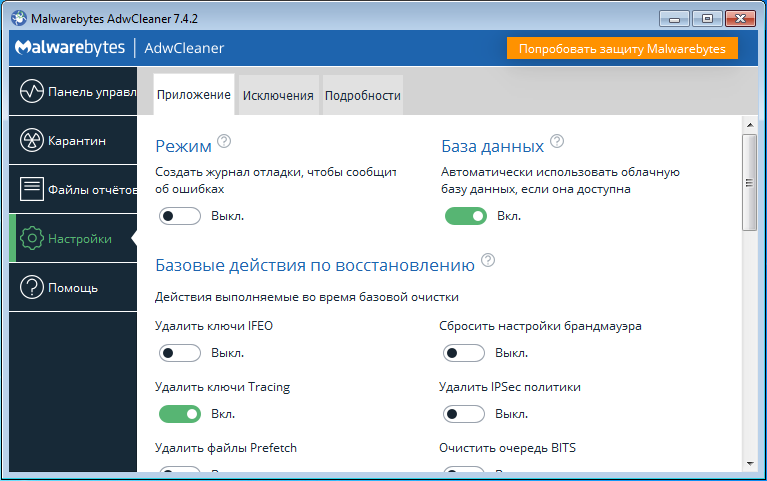 Malwarebytes AdwCleaner 7.4.2
Malwarebytes | AdwCleaner
Попробовать защиту Malwarebytes
Панель управл
Карантин
Файлы отчётов
Настройки
Помощь
Приложение Исключения Подробности
Режим ?
Создать журнал отладки, чтобы сообщит
об ошибках
Выкл.
База данных ?
Автоматически использовать облачную
базу данных, если она доступна
Вкл.
Базовые действия по восстановлению ?
Действия выполняемые во время базовой очистки
Удалить ключи IFEO
Выкл.
Сбросить настройки брандмауэра
Выкл.
Удалить ключи Tracing
Вкл.
Удалить IPSec политики
Выкл.
Удалить файлы Prefetch
Очистить очередь BITS